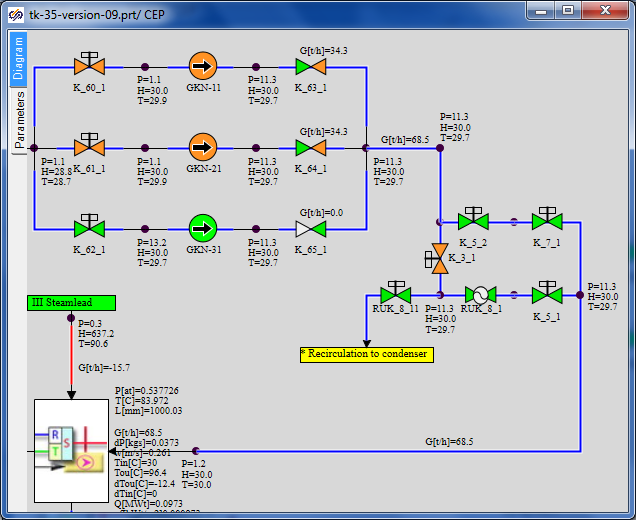 tk-35-version-09.prt/ CEP
Diagram
Parameters
G[t/h]=34.3
K_60_1
P=1.1
H=30.0
T=29.9
GKN-11
P=11.3
H=30.0
T=29.7
K_63_1
G[t/h]=34.3
P=11.3
H=30.0
T=29.7
G[t/h]=68.5
P=1.1
H=28.8
T=28.7
K_61_1
P=1.1
H=30.0
T=29.9
GKN-21
P=11.3
H=30.0
T=29.7
K_64_1
P=11.3
H=30.0
T=29.7
G[t/h]=0.0
K_62_1
P=13.2
H=30.0
T=29.7
GKN-31
P=11.3
H=30.0
T=29.7
K_65_1
K_5_2
K_7_1
K_3_1
P=11.3
H=30.0
T=29.7
III Steamlead
RUK_8_11
P=11.3
H=30.0
T=29.7
RUK_8_1
K_5_1
P=0.3
H=637.2
T=90.6
* Recirculation to condenser
G[t/h]=-15.7
P[at]=0.537726
T[C]=83.972
L[mm]=1000.03
G[t/h]=68.5
dP[kgs]=0.0373
w[m/s]=0.261
Tin[C]=30
Tou[C]=96.4
dTou[C]=-12.4
dTin[C]=0
Q[MWt]=0.0973
R
S
T
P=1.2
H=30.0
T=30.0
G[t/h]=68.5